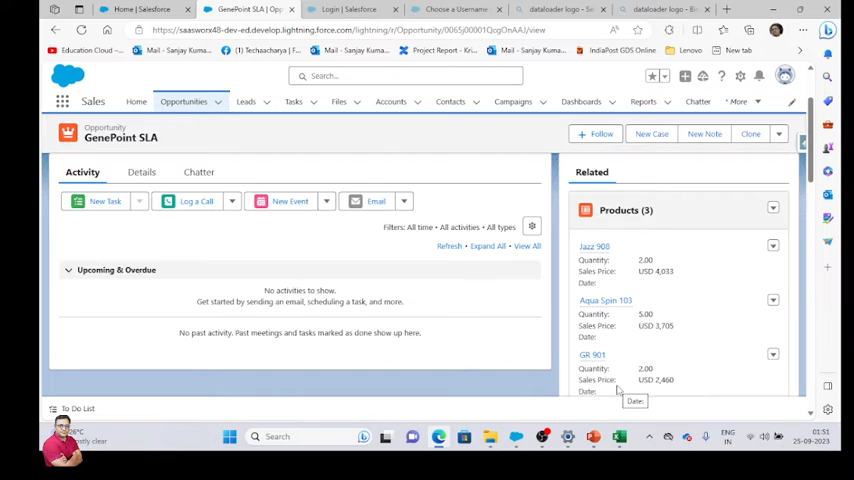 Home | Salesforce
GenePoint SLA | Opp
Login | Salesforce
Choose a Username
dataloader logo - Se
dataloader logo - Bi
https://saasworx48-dev-ed.develop.lightning.force.com/lightning/r/Opportunity/0065j00001QcgOnAAJ/view
Education Cloud -...
Mail - Sanjay Kuma...
(1) Techaacharya | F...
Mail - Sanjay Kuma...
Project Report - Kri...
IndiaPost GDS Online
Lenovo
New tab
Search...
Sales
Home
Opportunities
Leads
Tasks
Files
Accounts
Contacts
Campaigns
Dashboards
Reports
Chatter
* More
Opportunity
GenePoint SLA
+ Follow
New Case
New Note
Clone
Activity
Details
Chatter
New Task
Log a Call
New Event
Email
Filters: All time • All activities • All types
Refresh • Expand All • View All
Upcoming & Overdue
No activities to show.
Get started by sending an email, scheduling a task, and more.
No past activity. Past meetings and tasks marked as done show up here.
Related
Products (3)
Jazz 908
Quantity: 2.00
Sales Price: USD 4,033
Date:
Aqua Spin 103
Quantity: 5.00
Sales Price: USD 3,705
Date:
GR 901
Quantity: 2.00
Sales Price: USD 2,460
Date:
Date:
To Do List
26°C
Search
ENG
IN
01:51
25-09-2023